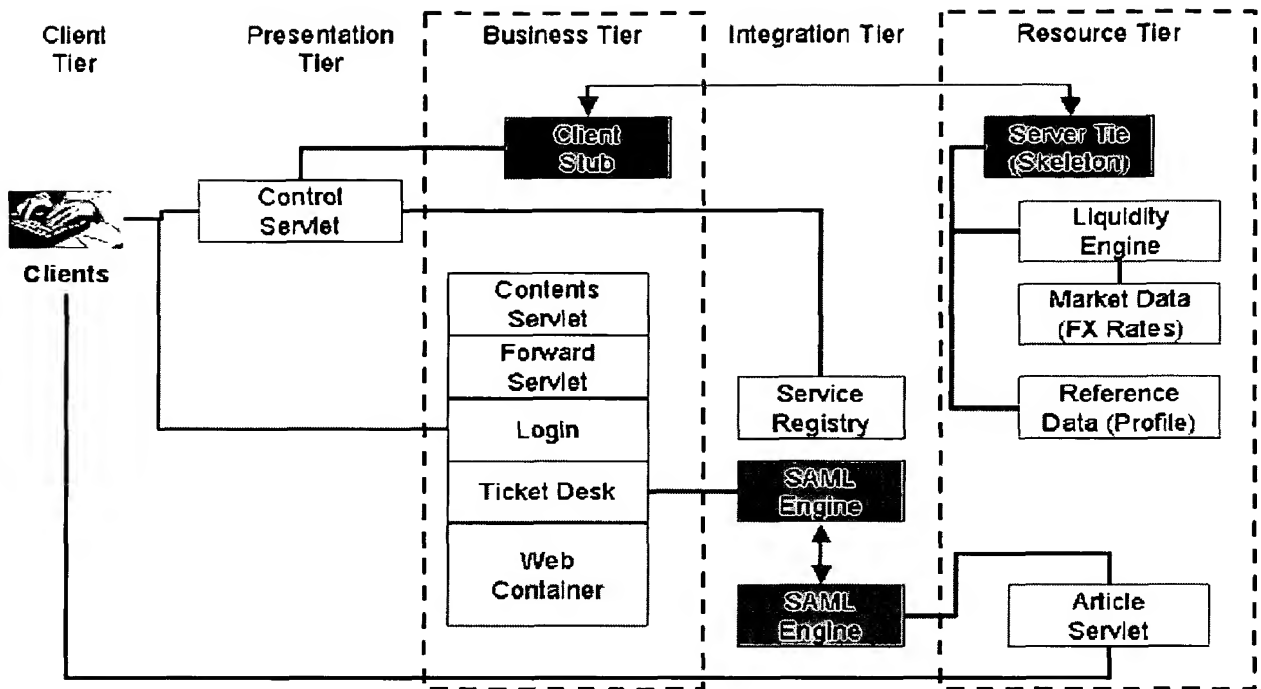 Client
Tier
Presentation
Tier
Business Tier
Integration Tier
Resource Tier
Client
Stub
Server Tie
(Skeleton)
Control
Servlet
Clients
Liquidity
Engine
Market Data
(FX Rates)
Contents
Servlet
Forward
Servlet
Login
Ticket Desk
Web
Container
Service
Registry
Reference
Data (Profile)
SAML
Engine
SAML
Engine
Article
Servlet